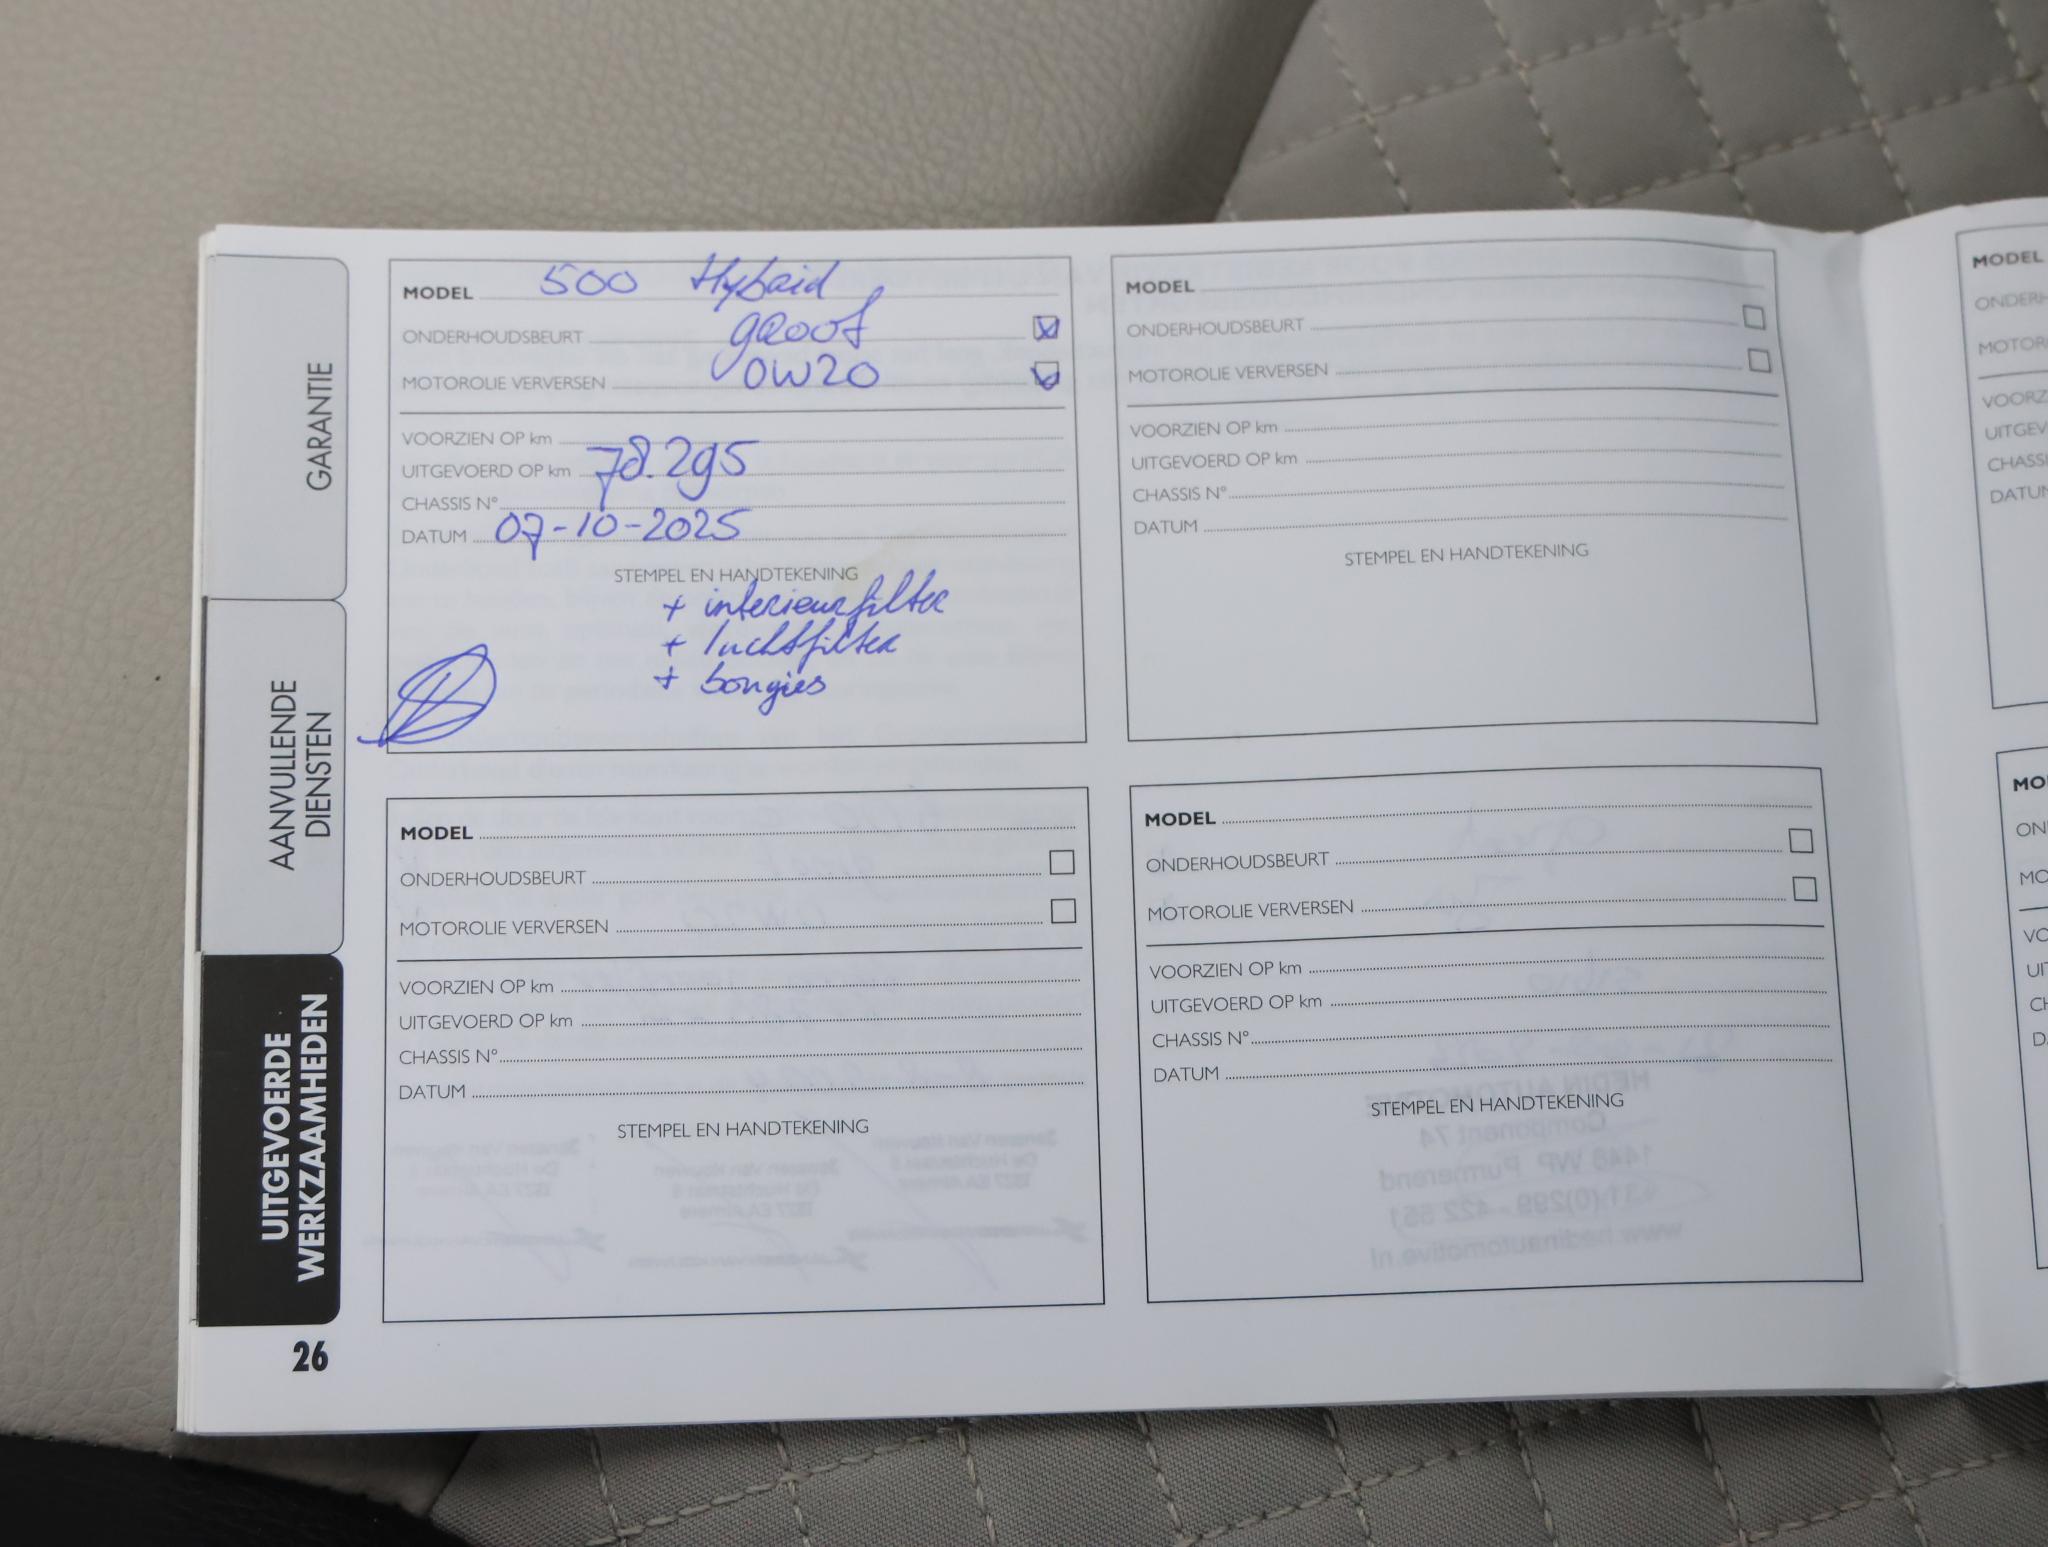 GARANTIE
AANVULLENDE
DIENSTEN
UITGEVOERDE
WERKZAAMHEDEN
26
MODEL 500 Hybrid
ONDERHOUDSBEURT groot
MOTOROLIE VERVERSEN 0W20
VOORZIEN OP km
UITGEVOERD OP km 78.295
CHASSIS N°
DATUM 07-10-2025
STEMPEL EN HANDTEKENING
+ interieurfilter
+ luchtfilter
+ bougies
MODEL
ONDERHOUDSBEURT
MOTOROLIE VERVERSEN
VOORZIEN OP km
UITGEVOERD OP km
CHASSIS N°
DATUM
STEMPEL EN HANDTEKENING
MODEL
ONDERHOUDSBEURT
MOTOROLIE VERVERSEN
VOORZIEN OP km
UITGEVOERD OP km
CHASSIS N°
DATUM
STEMPEL EN HANDTEKENING
MODEL
ONDERHOUDSBEURT
MOTOROLIE VERVERSEN
VOORZIEN OP km
UITGEVOERD OP km
CHASSIS N°
DATUM
STEMPEL EN HANDTEKENING
MODEL